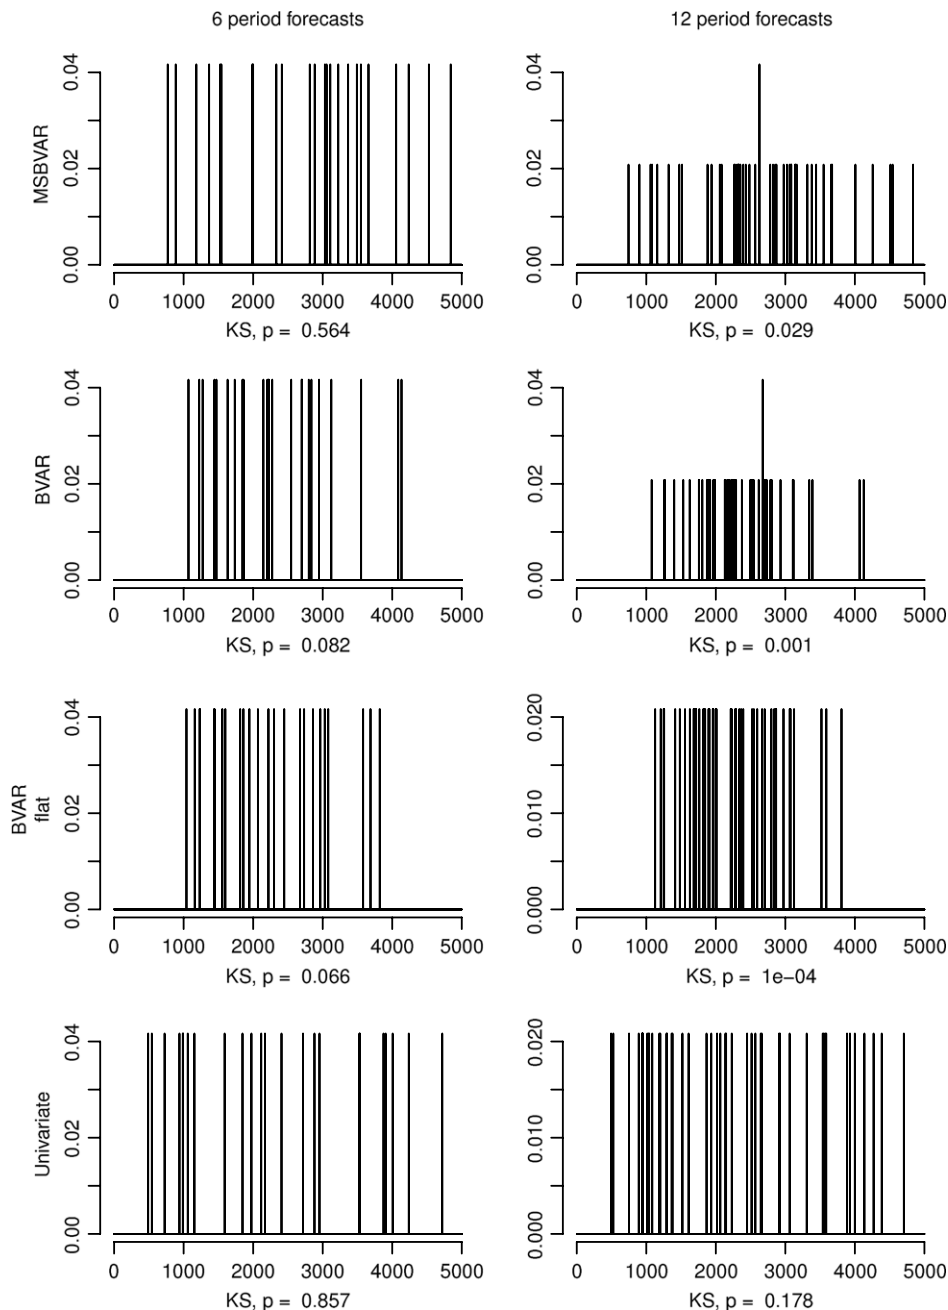 6 period forecasts 12 period forecasts
MSBVAR
0.00 0.02 0.04
0 1000 2000 3000 4000 5000
KS, p = 0.564
0.00 0.02 0.04
0 1000 2000 3000 4000 5000
KS, p = 0.029
BVAR
0.00 0.02 0.04
0 1000 2000 3000 4000 5000
KS, p = 0.082
0.00 0.02 0.04
0 1000 2000 3000 4000 5000
KS, p = 0.001
BVAR
flat
0.00 0.02 0.04
0 1000 2000 3000 4000 5000
KS, p = 0.066
0.000 0.010 0.020
0 1000 2000 3000 4000 5000
KS, p = 1e−04
Univariate
0.00 0.02 0.04
0 1000 2000 3000 4000 5000
KS, p = 0.857
0.000 0.010 0.020
0 1000 2000 3000 4000 5000
KS, p = 0.178